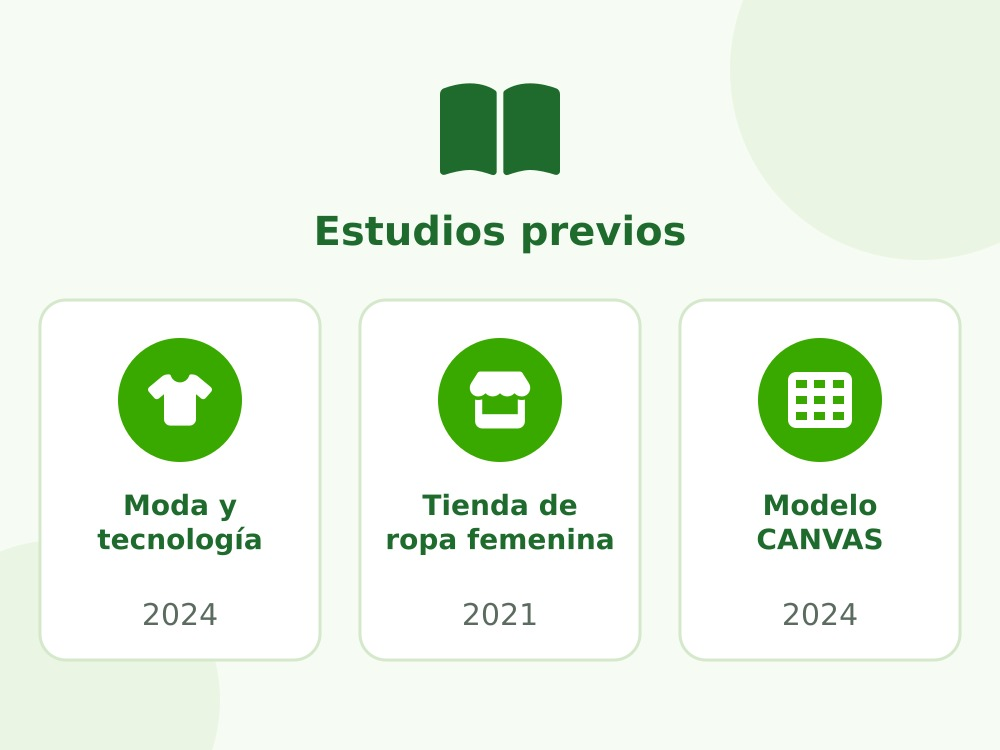 Estudios previos
Moda y
tecnología
2024
Tienda de
ropa femenina
2021
Modelo
CANVAS
2024